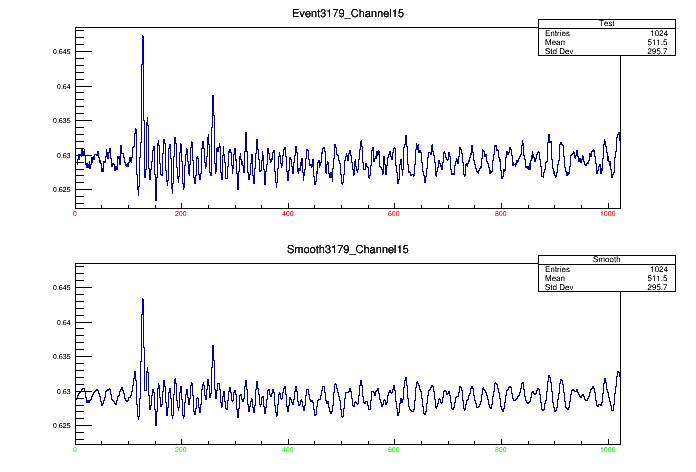 Event3179_Channel15
Test
Entries 1024
Mean 511.5
Std Dev 295.7
0.645
0.64
0.635
0.63
0.625
0 200 400 600 800 1000
Smooth3179_Channel15
Smooth
Entries 1024
Mean 511.5
Std Dev 295.7
0.645
0.64
0.635
0.63
0.625
0 200 400 600 800 1000